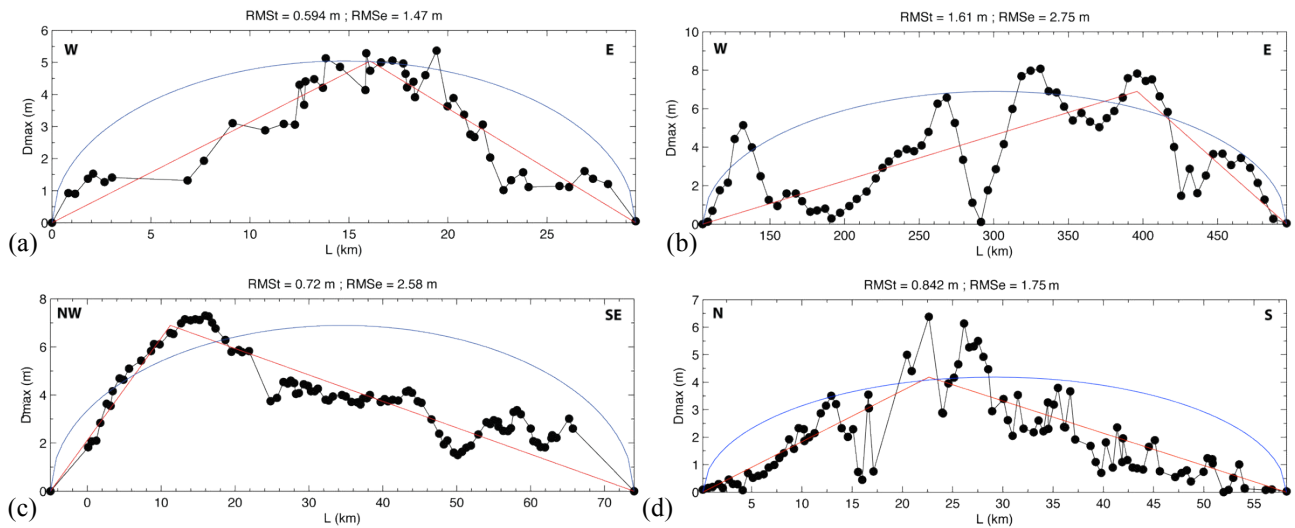 RMSt = 0.594 m ; RMSe = 1.47 m
W E
Dmax (m)
6
5
4
3
2
1
0
0 5 10 15 20 25
L (km)
(a)
RMSt = 1.61 m ; RMSe = 2.75 m
W E
Dmax (m)
10
8
6
4
2
0
150 200 250 300 350 400 450
L (km)
(b)
RMSt = 0.72 m ; RMSe = 2.58 m
NW SE
Dmax (m)
8
6
4
2
0
0 10 20 30 40 50 60 70
L (km)
(c)
RMSt = 0.842 m ; RMSe = 1.75 m
N S
Dmax (m)
7
6
5
4
3
2
1
0
5 10 15 20 25 30 35 40 45 50 55
L (km)
(d)